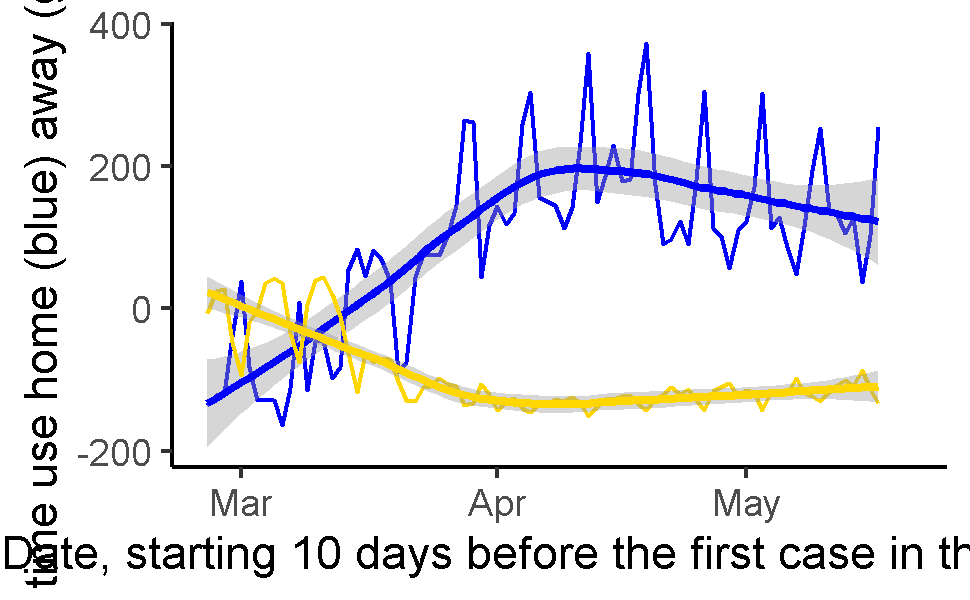 400
200
0
-200
Mar Apr May
time use home (blue) away (
Date, starting 10 days before the first case in th